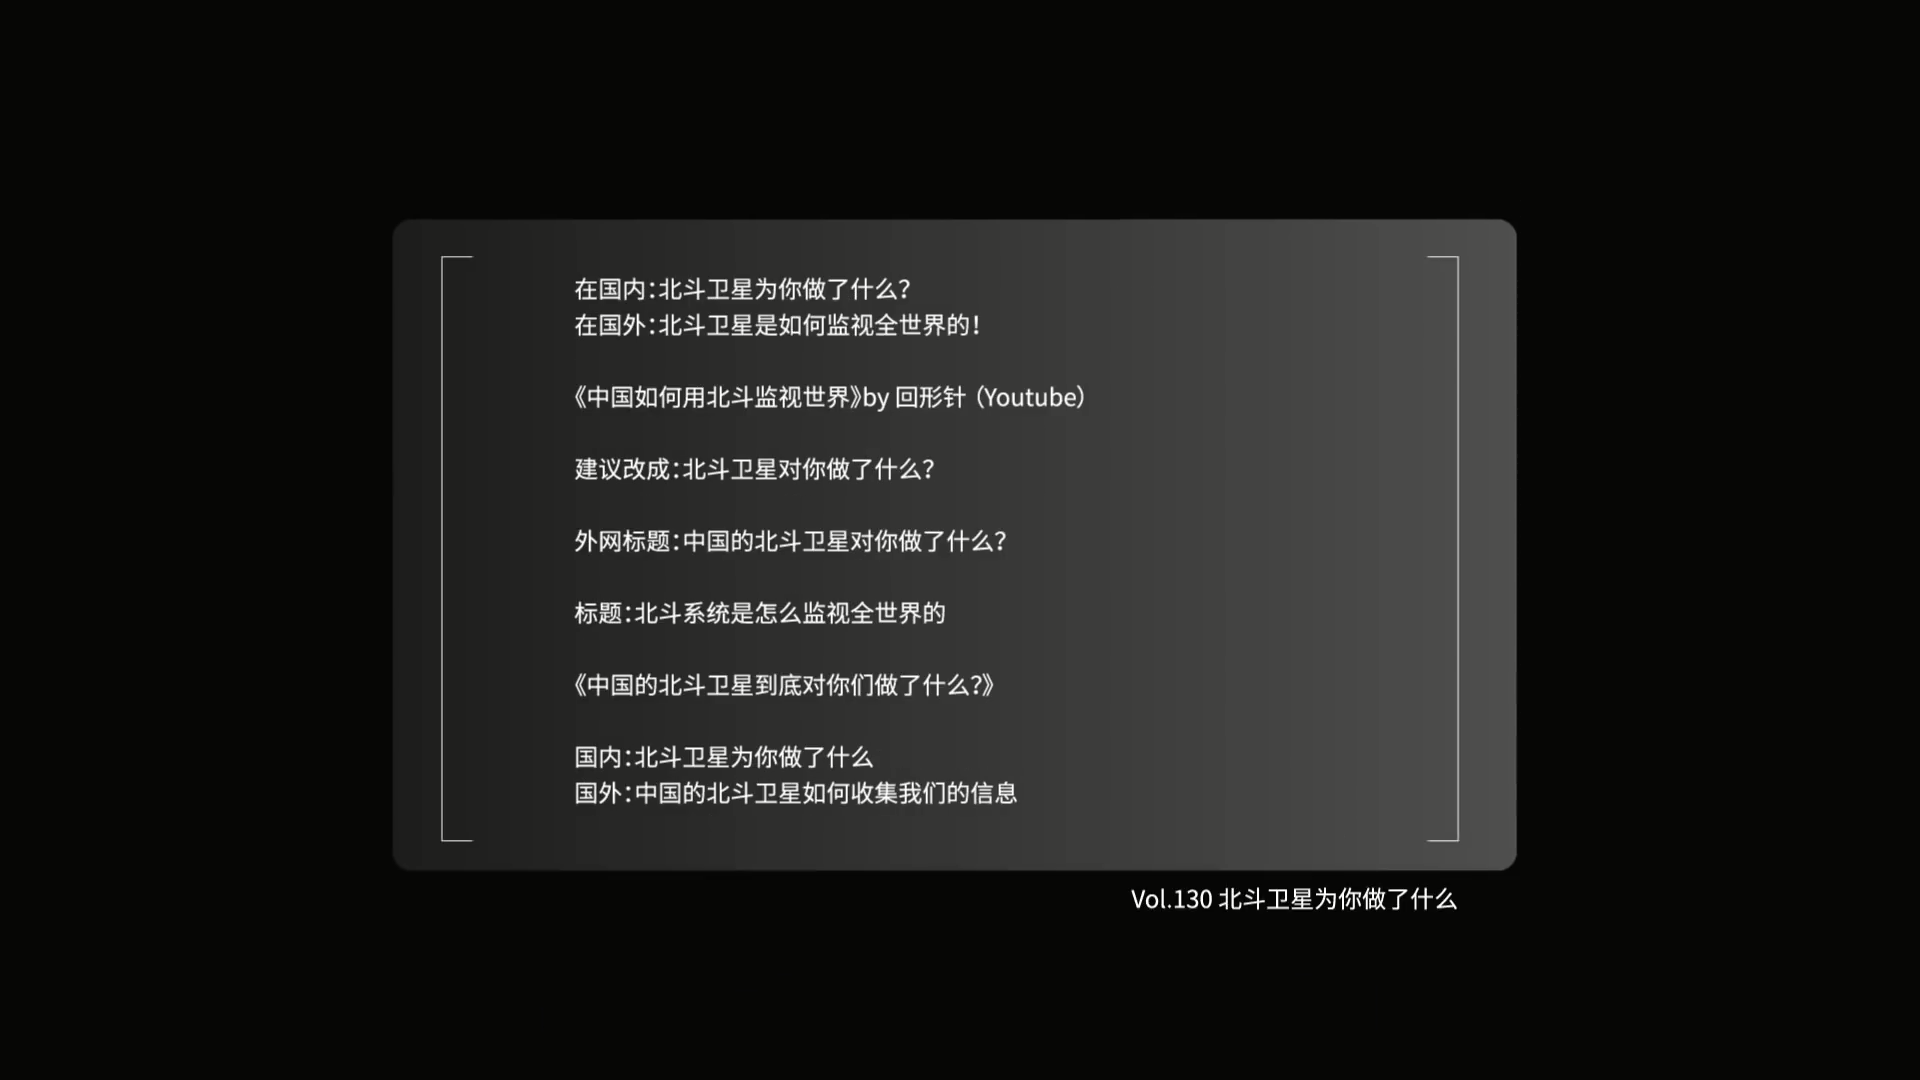 在国内：北斗卫星为你做了什么？
在国外：北斗卫星是如何监视全世界的！
《中国如何用北斗监视世界》by 回形针（Youtube）
建议改成：北斗卫星对你做了什么？
外网标题：中国的北斗卫星对你做了什么？
标题：北斗系统是怎么监视全世界的
《中国的北斗卫星到底对你们做了什么？》
国内：北斗卫星为你做了什么
国外：中国的北斗卫星如何收集我们的信息
Vol.130 北斗卫星为你做了什么